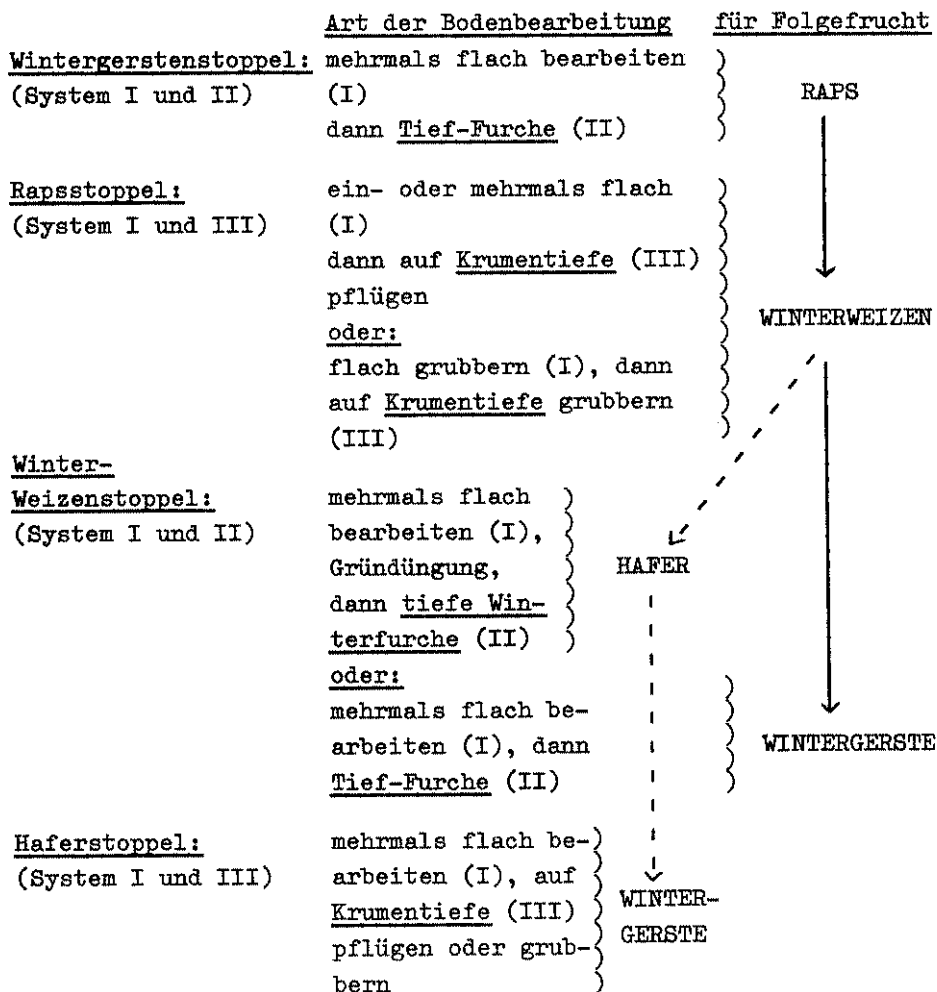 Art der Bodenbearbeitung für Folgefrucht
Wintergerstenstoppel: mehrmals flach bearbeiten
(System I und II) (I) RAPS
dann Tief-Furche (II)
Rapsstoppel: ein- oder mehrmals flach
(System I und III) (I)
dann auf Krumentiefe (III)
pflügen
oder: WINTERWEIZEN
flach grubbern (I), dann
auf Krumentiefe grubbern
(III)
Winter-
Weizenstoppel: mehrmals flach
(System I und II) bearbeiten (I),
Gründüngung, HAFER
dann tiefe Win-
terfurche (II)
oder:
mehrmals flach be-
arbeiten (I), dann WINTERGERSTE
Tief-Furche (II)
Haferstoppel: mehrmals flach be-
(System I und III) arbeiten (I), auf
Krumentiefe (III) WINTER-
pflügen oder grub- GERSTE
bern